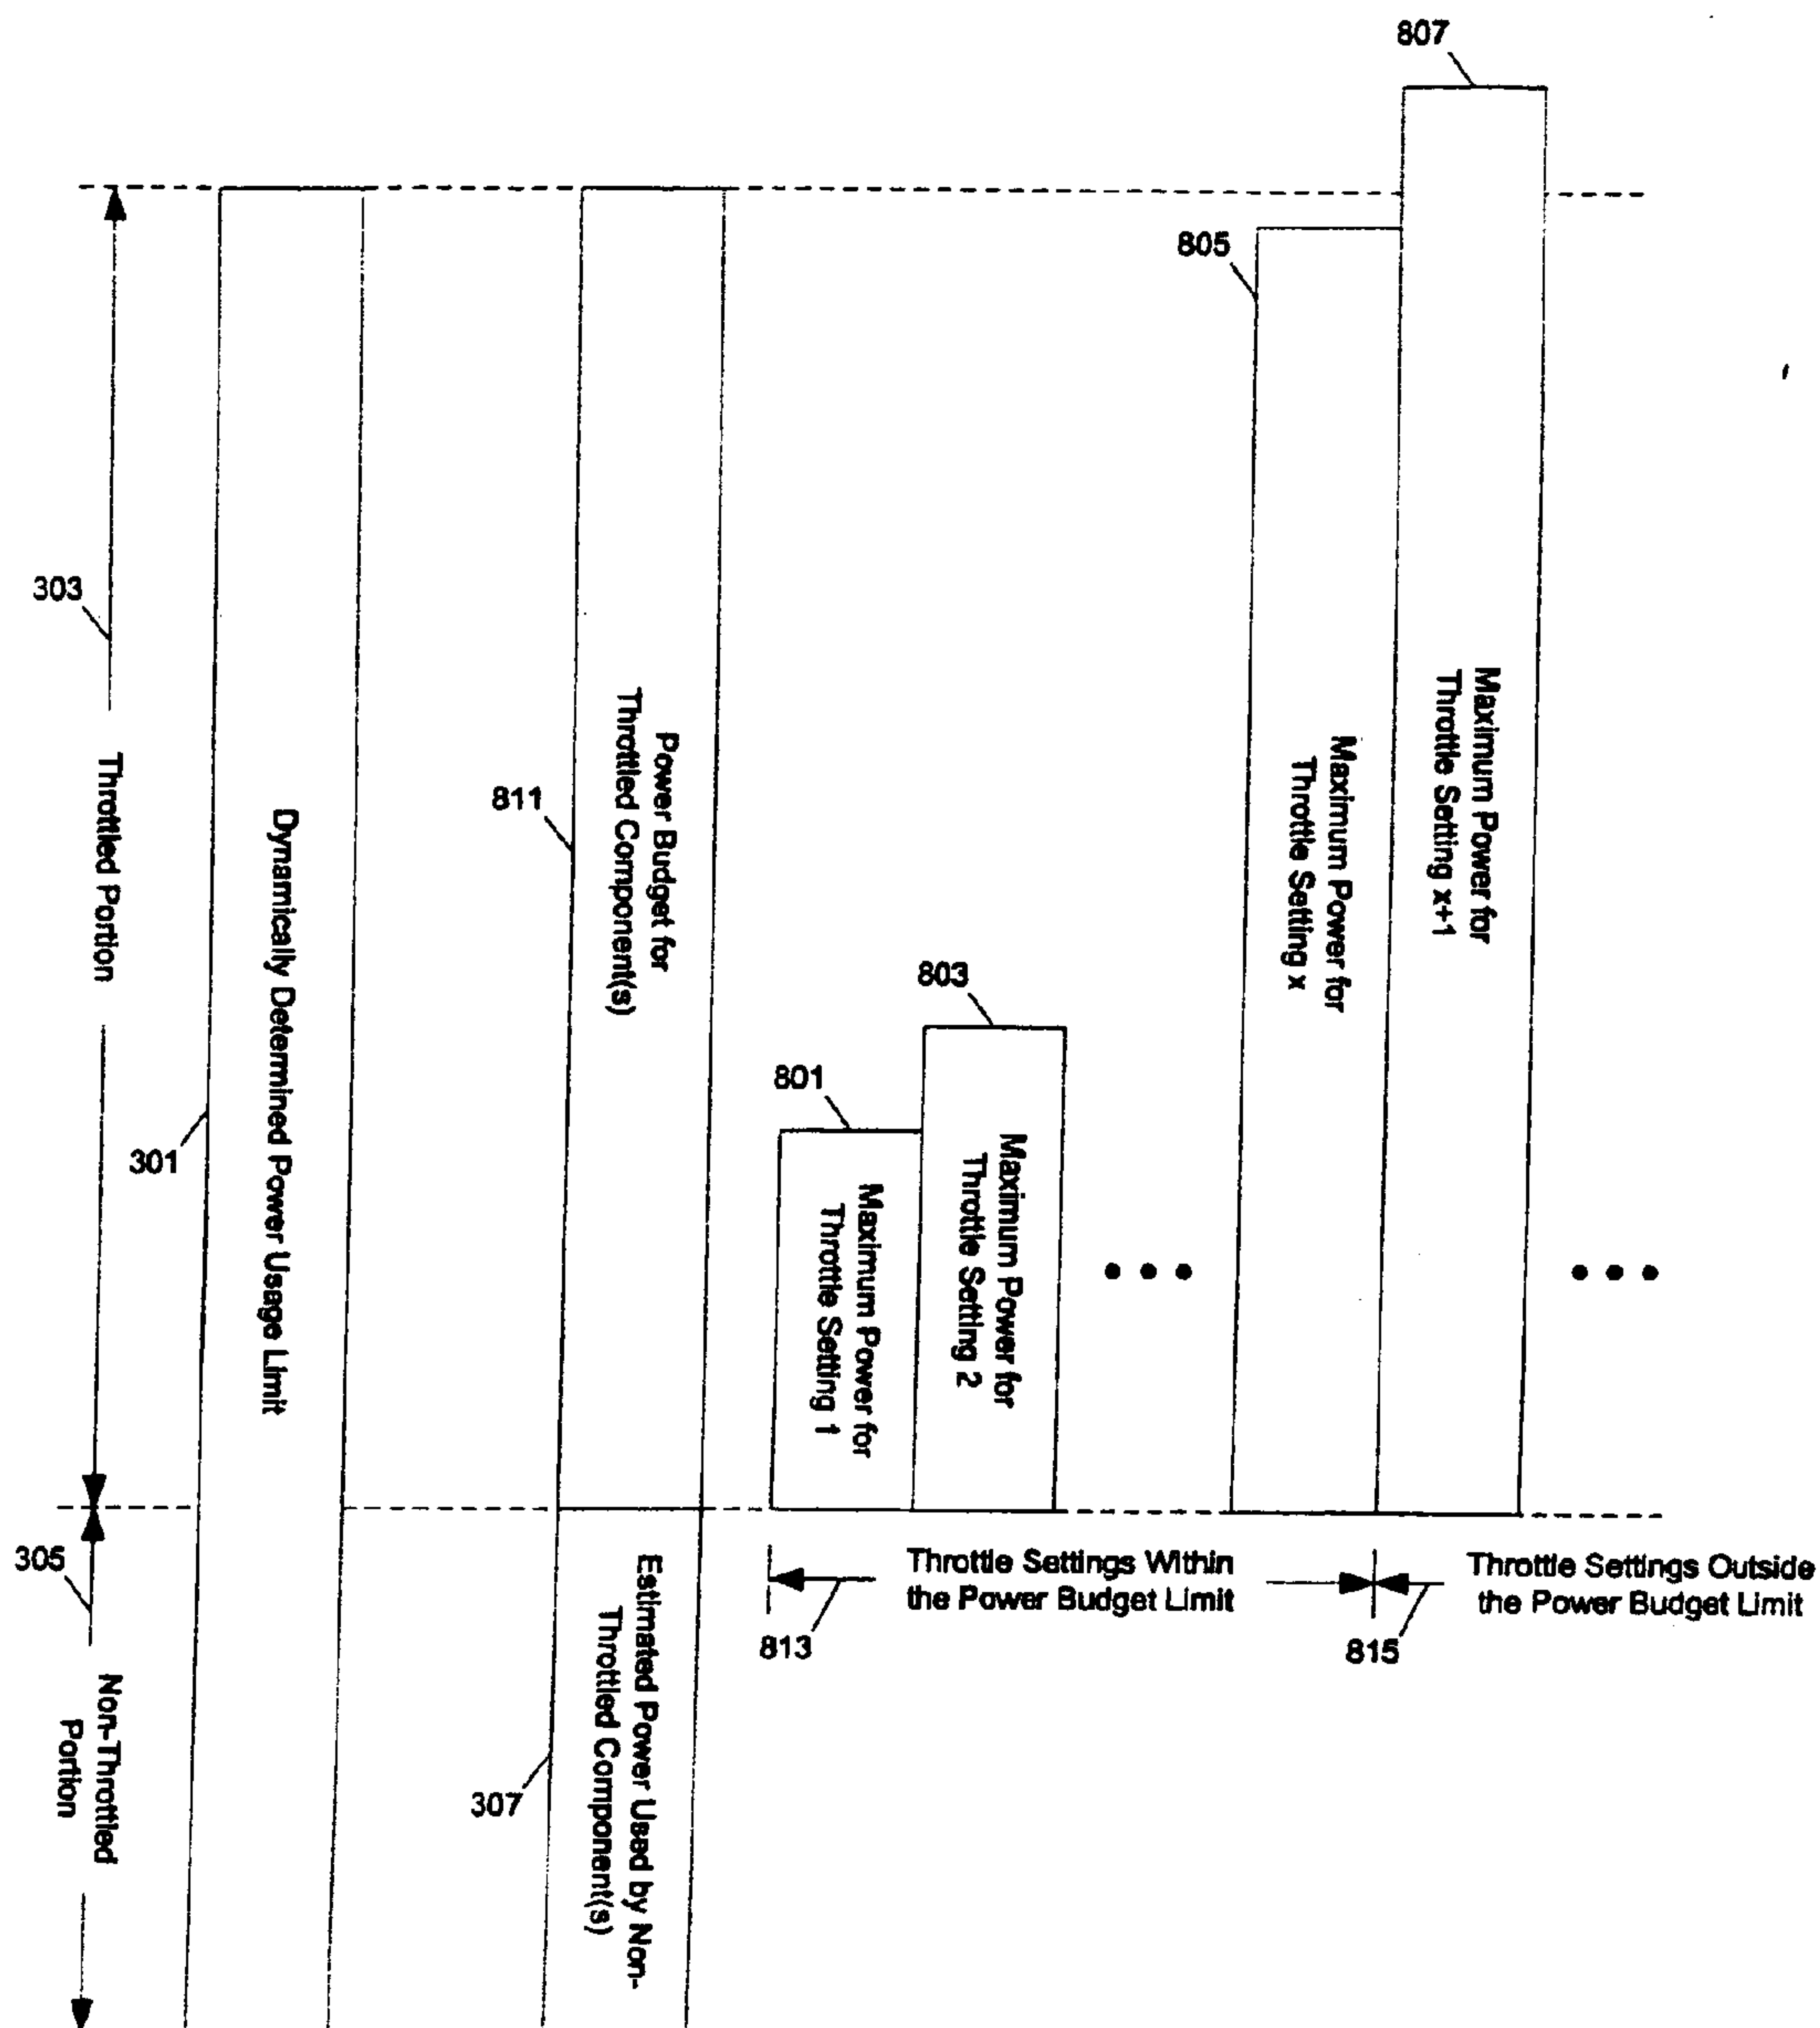 807
805
303
Throttled Portion
301
Dynamically Determined Power Usage Limit
811
Power Budget for
Throttled Component(s)
801
Maximum Power for
Throttle Setting 1
803
Maximum Power for
Throttle Setting 2
• • •
Maximum Power for
Throttle Setting x
Maximum Power for
Throttle Setting x+1
• • •
305
Non-Throttled
Portion
307
Estimated Power Used by Non-
Throttled Component(s)
Throttle Settings Within
the Power Budget Limit
813
Throttle Settings Outside
the Power Budget Limit
815